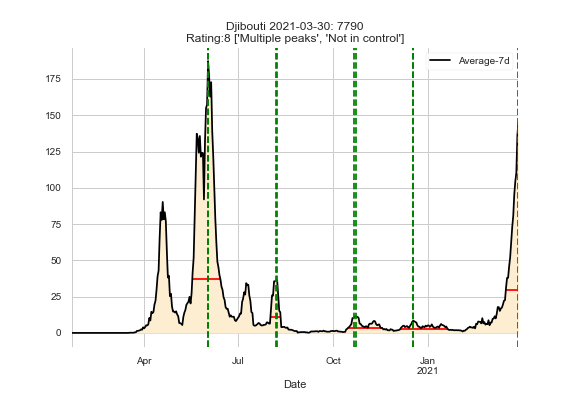 Djibouti 2021-03-30: 7790
Rating:8 ['Multiple peaks', 'Not in control']
Average-7d
175
150
125
100
75
50
25
0
Apr
Jul
Oct
Jan
2021
Date